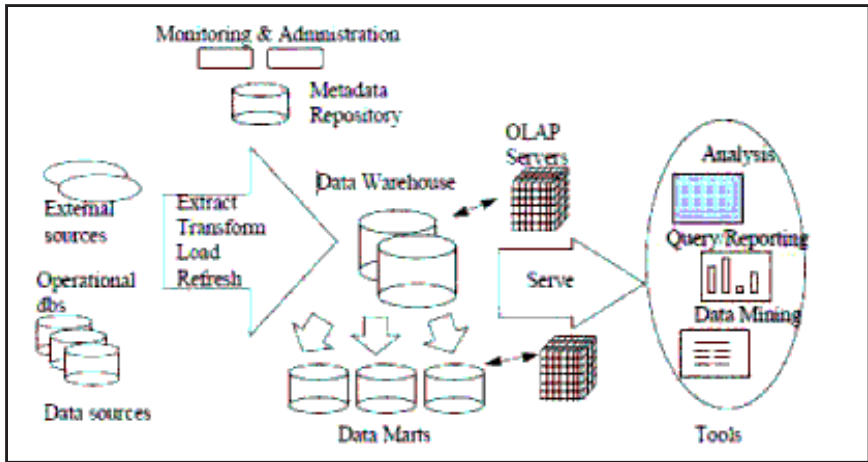 Monitoring & Administration
Metadata
Repository
OLAP
Servers
Analysis
Data Warehouse
External
sources
Extract
Transform
Load
Refresh
Query/Reporting
Operational
dbs
Serve
Data Mining
Data sources
Data Marts
Tools